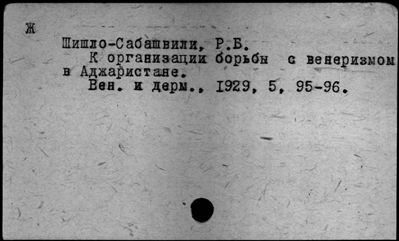 Ж
Шишло-Сабашвили, Р.Б.
К организации борьбы с венеризмом
в Аджаристане.
Вен. и дерм., 1929, 5, 95-96.